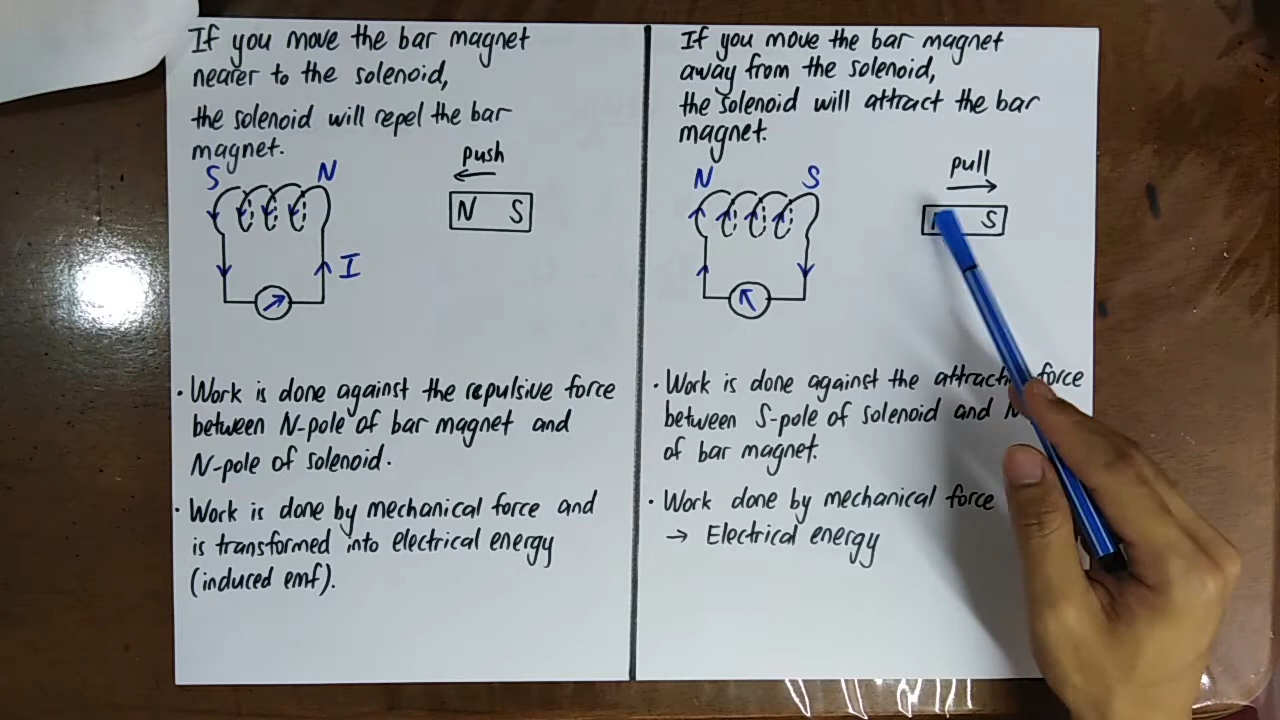 If you move the bar magnet
nearer to the solenoid,
the solenoid will repel the bar
magnet.
push
S N
N S
I
· Work is done against the repulsive force
between N-pole of bar magnet and
N-pole of solenoid.
· Work is done by mechanical force and
is transformed into electrical energy
(induced emf).
If you move the bar magnet
away from the solenoid,
the solenoid will attract the bar
magnet.
pull
N S
S
· Work is done against the force
between S-pole of solenoid and
of bar magnet.
· Work done by mechanical force
→ Electrical energy